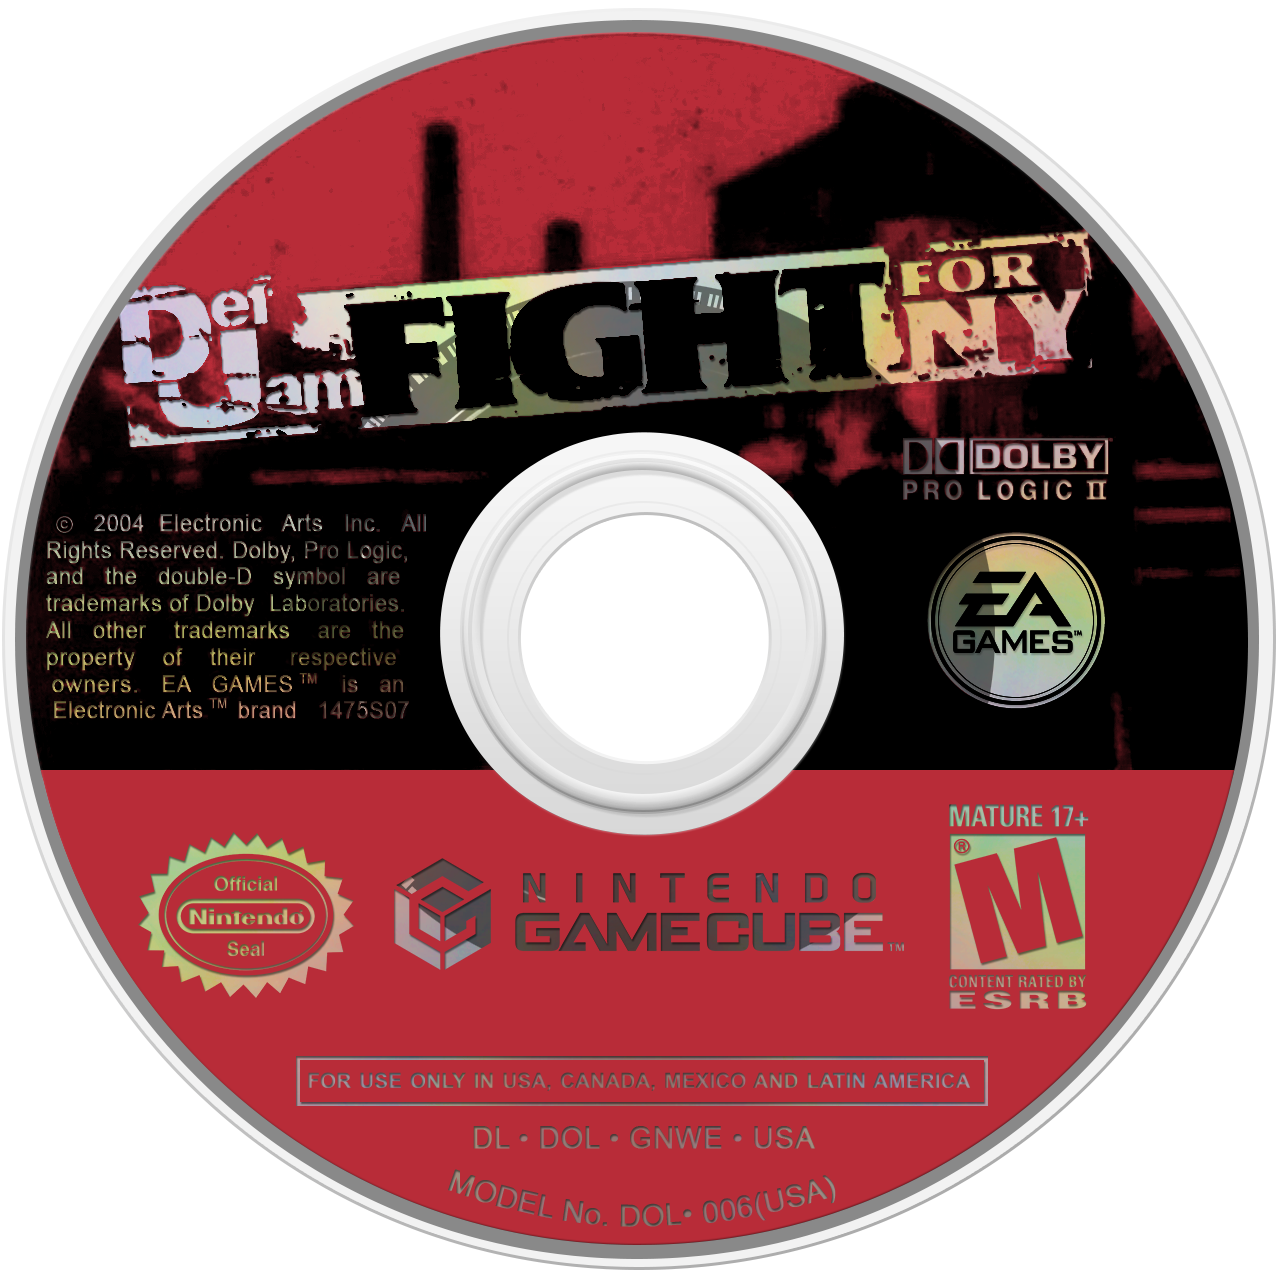 Def Jam FIGHT FOR NY
DOLBY
PRO LOGIC II
© 2004 Electronic Arts Inc. All
Rights Reserved. Dolby, Pro Logic,
and the double-D symbol are
trademarks of Dolby Laboratories.
All other trademarks are the
property of their respective
owners. EA GAMES™ is an
Electronic Arts™ brand 1475S07
EA
GAMES™
MATURE 17+
®
M
CONTENT RATED BY
ESRB
Official
Nintendo
Seal
NINTENDO
GAMECUBE™
FOR USE ONLY IN USA, CANADA, MEXICO AND LATIN AMERICA
DL • DOL • GNWE • USA
MODEL No. DOL• 006(USA)